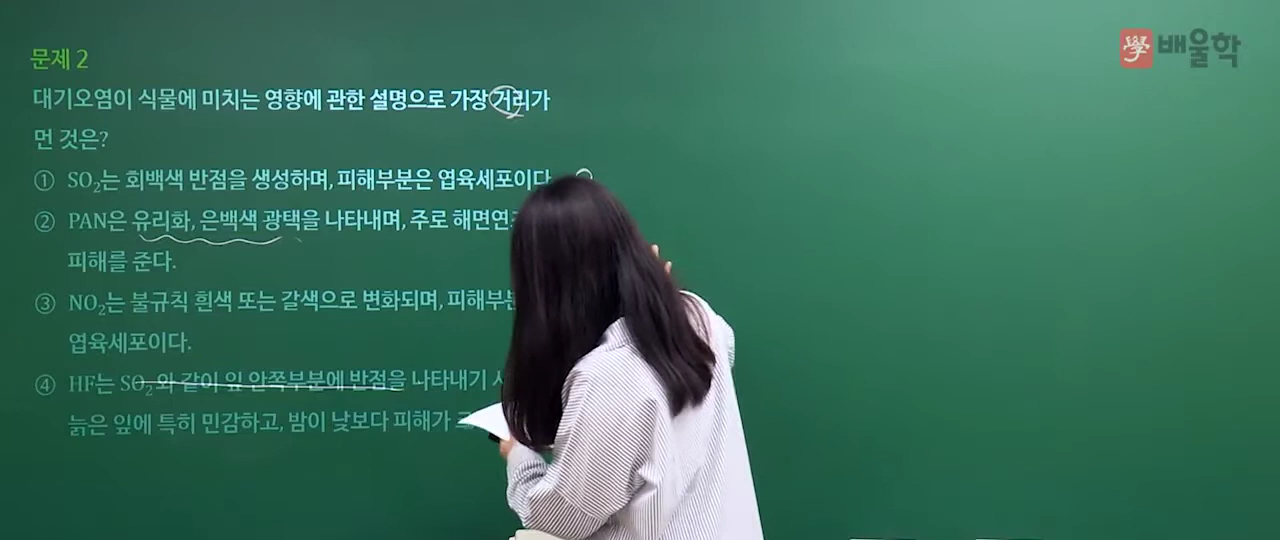 學 배울학
문제 2
대기오염이 식물에 미치는 영향에 관한 설명으로 가장 거리가
먼 것은?
① SO₂는 회백색 반점을 생성하며, 피해부분은 엽육세포이다.
② PAN은 유리화, 은백색 광택을 나타내며, 주로
피해를 준다.
③ NO₂는 불규칙 흰색 또는 갈색으로 변화되며,
엽육세포이다.
④ HF는 SO₂와 같이 잎 안쪽부분에 반점을 나타내기
늙은 잎에 특히 민감하고, 밤이 낮보다 피해가